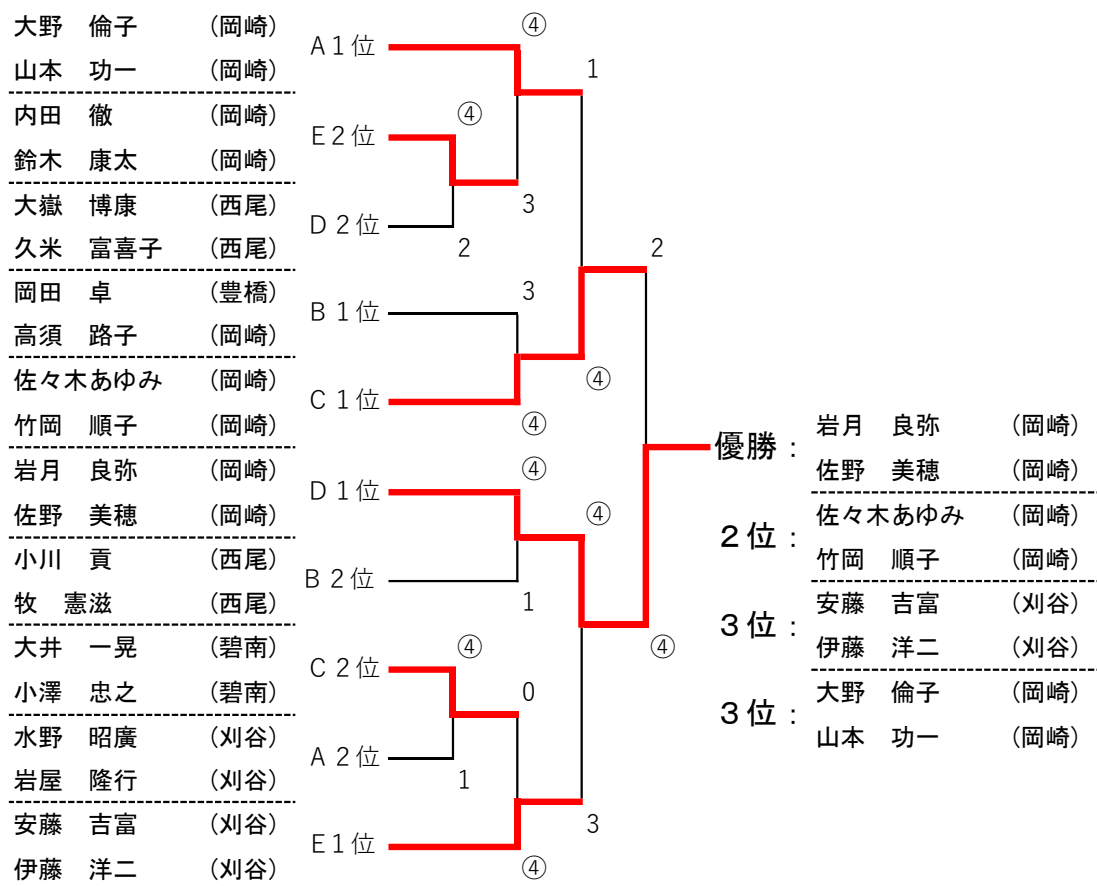 大野　倫子　（岡崎）
山本　功一　（岡崎）
内田　徹　（岡崎）
鈴木　康太　（岡崎）
大嶽　博康　（西尾）
久米　富喜子　（西尾）
岡田　卓　（豊橋）
高須　路子　（岡崎）
佐々木あゆみ　（岡崎）
竹岡　順子　（岡崎）
岩月　良弥　（岡崎）
佐野　美穂　（岡崎）
小川　貢　（西尾）
牧　憲滋　（西尾）
大井　一晃　（碧南）
小澤　忠之　（碧南）
水野　昭廣　（刈谷）
岩屋　隆行　（刈谷）
安藤　吉富　（刈谷）
伊藤　洋二　（刈谷）
A１位
E２位
D２位
B１位
C１位
D１位
B２位
C２位
A２位
E１位
④
④
2
3
1
3
④
④
2
④
1
④
④
1
0
④
3
④
優勝：
岩月　良弥　（岡崎）
佐野　美穂　（岡崎）
２位：
佐々木あゆみ　（岡崎）
竹岡　順子　（岡崎）
３位：
安藤　吉富　（刈谷）
伊藤　洋二　（刈谷）
３位：
大野　倫子　（岡崎）
山本　功一　（岡崎）